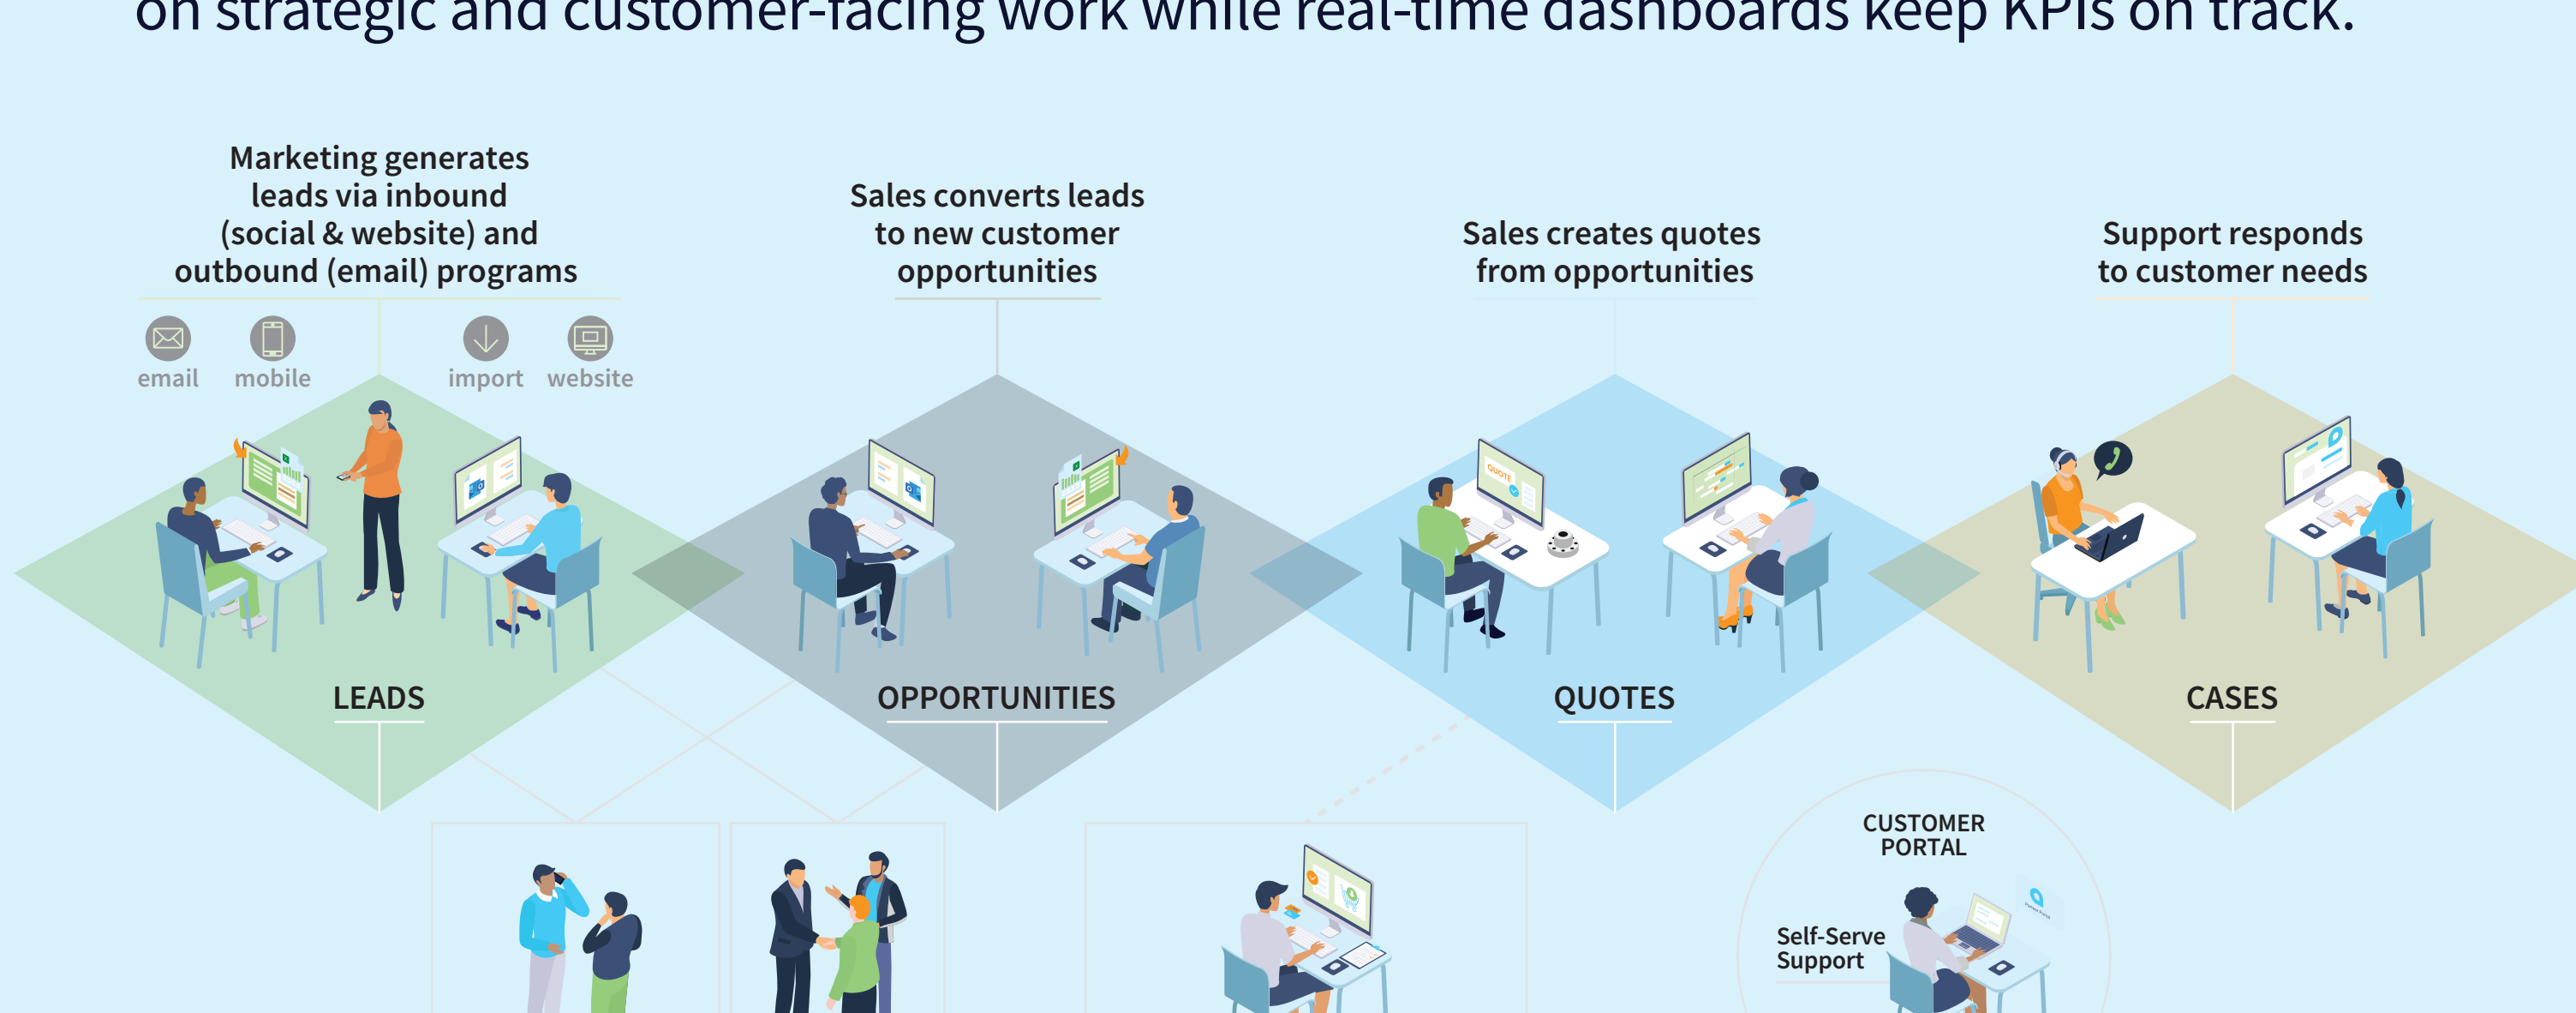 on strategic and customer-facing work while real-time dashboards keep KPIs on track.
Marketing generates
leads via inbound
(social & website) and
outbound (email) programs
email
mobile
import
website
Sales converts leads
to new customer
opportunities
Sales creates quotes
from opportunities
Support responds
to customer needs
QUOTE
LEADS
OPPORTUNITIES
QUOTES
CASES
CUSTOMER
PORTAL
Self-Serve
Support